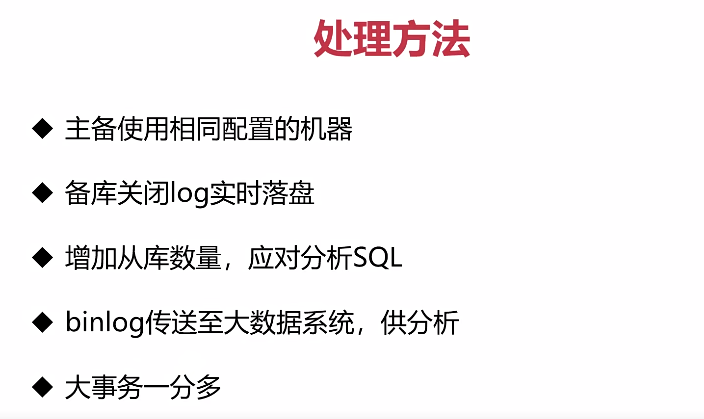 处理方法
◆ 主备使用相同配置的机器
◆ 备库关闭log实时落盘
◆ 增加从库数量，应对分析SQL
◆ binlog传送至大数据系统，供分析
◆ 大事务一分多